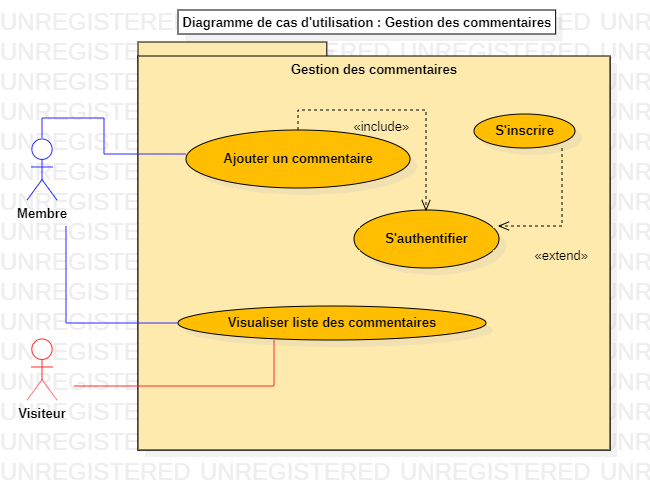 Diagramme de cas d'utilisation : Gestion des commentaires
Gestion des commentaires
«include»
S'inscrire
Ajouter un commentaire
Membre
S'authentifier
«extend»
Visualiser liste des commentaires
Visiteur
UNREGISTERED UNREGISTERED UNREGISTERED